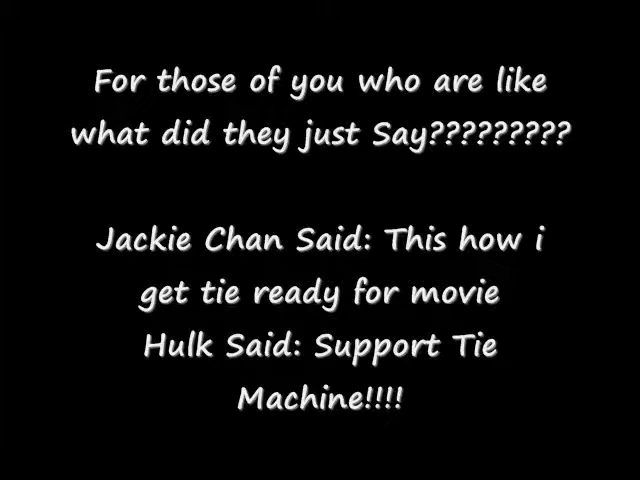 For those of you who are like
what did they just Say?????????
Jackie Chan Said: This how i
get tie ready for movie
Hulk Said: Support Tie
Machine!!!!